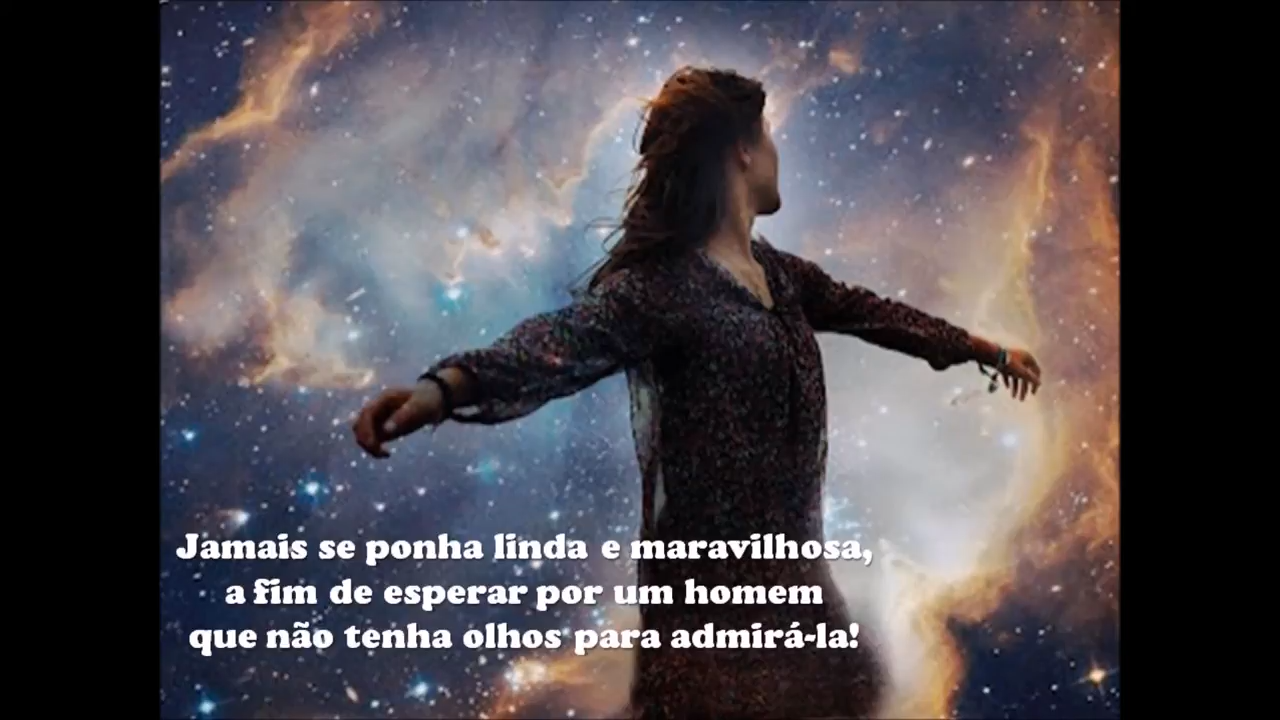 Jamais se ponha linda e maravilhosa,
a fim de esperar por um homem
que não tenha olhos para admirá-la!